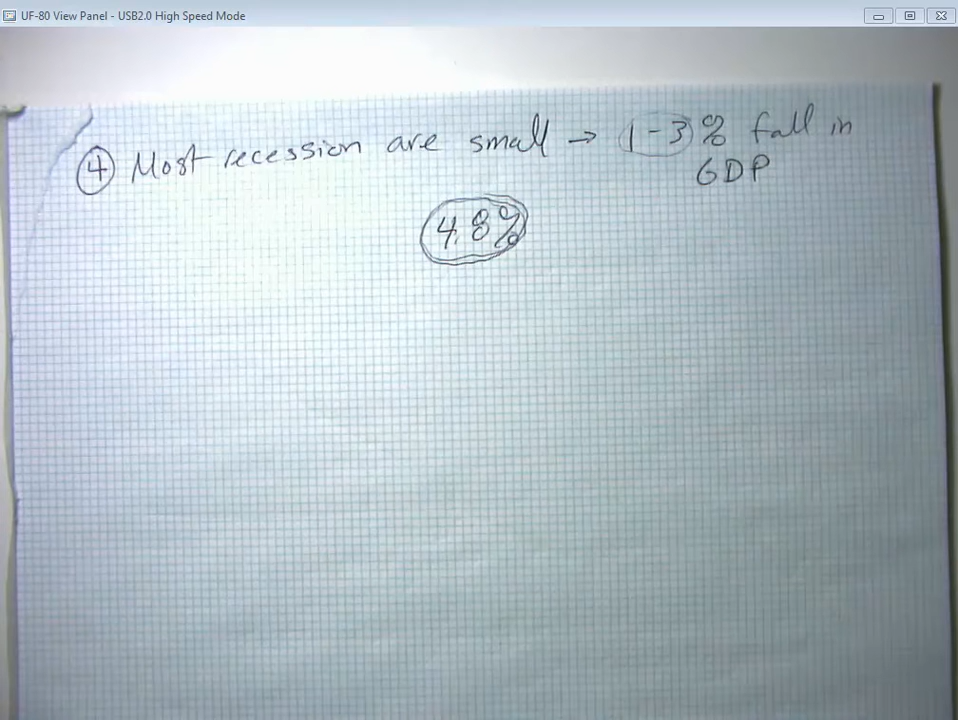 UF-80 View Panel - USB2.0 High Speed Mode
④ Most recession are small → 1-3% fall in
GDP
4.8%